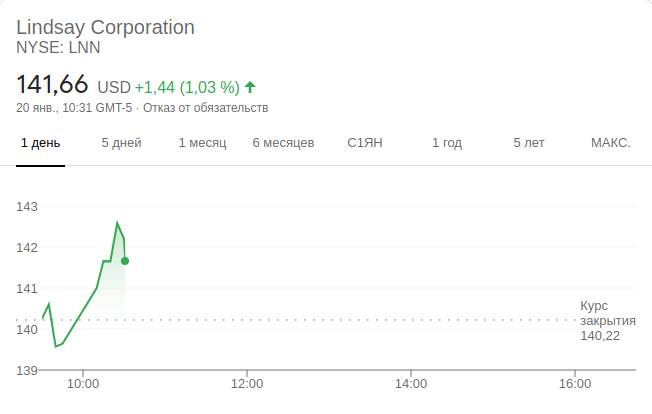 Lindsay Corporation
NYSE: LNN
141,66 USD +1,44 (1,03 %)
20 янв., 10:31 GMT-5 · Отказ от обязательств
1 день 5 дней 1 месяц 6 месяцев С1ЯН 1 год 5 лет МАКС.
143
142
141
Курс
закрытия
140,22
140
139
10:00 12:00 14:00 16:00